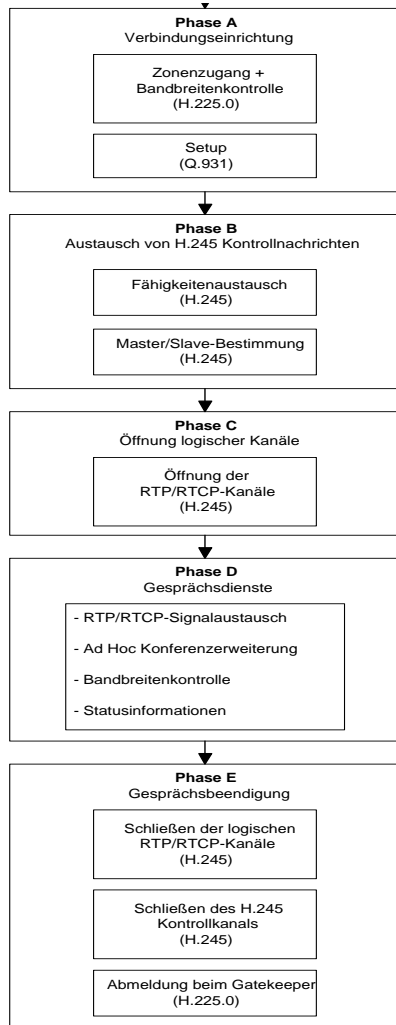 Phase A
Verbindungseinrichtung
Zonenzugang +
Bandbreitenkontrolle
(H.225.0)
Setup
(Q.931)
Phase B
Austausch von H.245 Kontrollnachrichten
Fähigkeitenaustausch
(H.245)
Master/Slave-Bestimmung
(H.245)
Phase C
Öffnung logischer Kanäle
Öffnung der
RTP/RTCP-Kanäle
(H.245)
Phase D
Gesprächsdienste
- RTP/RTCP-Signalaustausch
- Ad Hoc Konferenzerweiterung
- Bandbreitenkontrolle
- Statusinformationen
Phase E
Gesprächsbeendigung
Schließen der logischen
RTP/RTCP-Kanäle
(H.245)
Schließen des H.245
Kontrollkanals
(H.245)
Abmeldung beim Gatekeeper
(H.225.0)